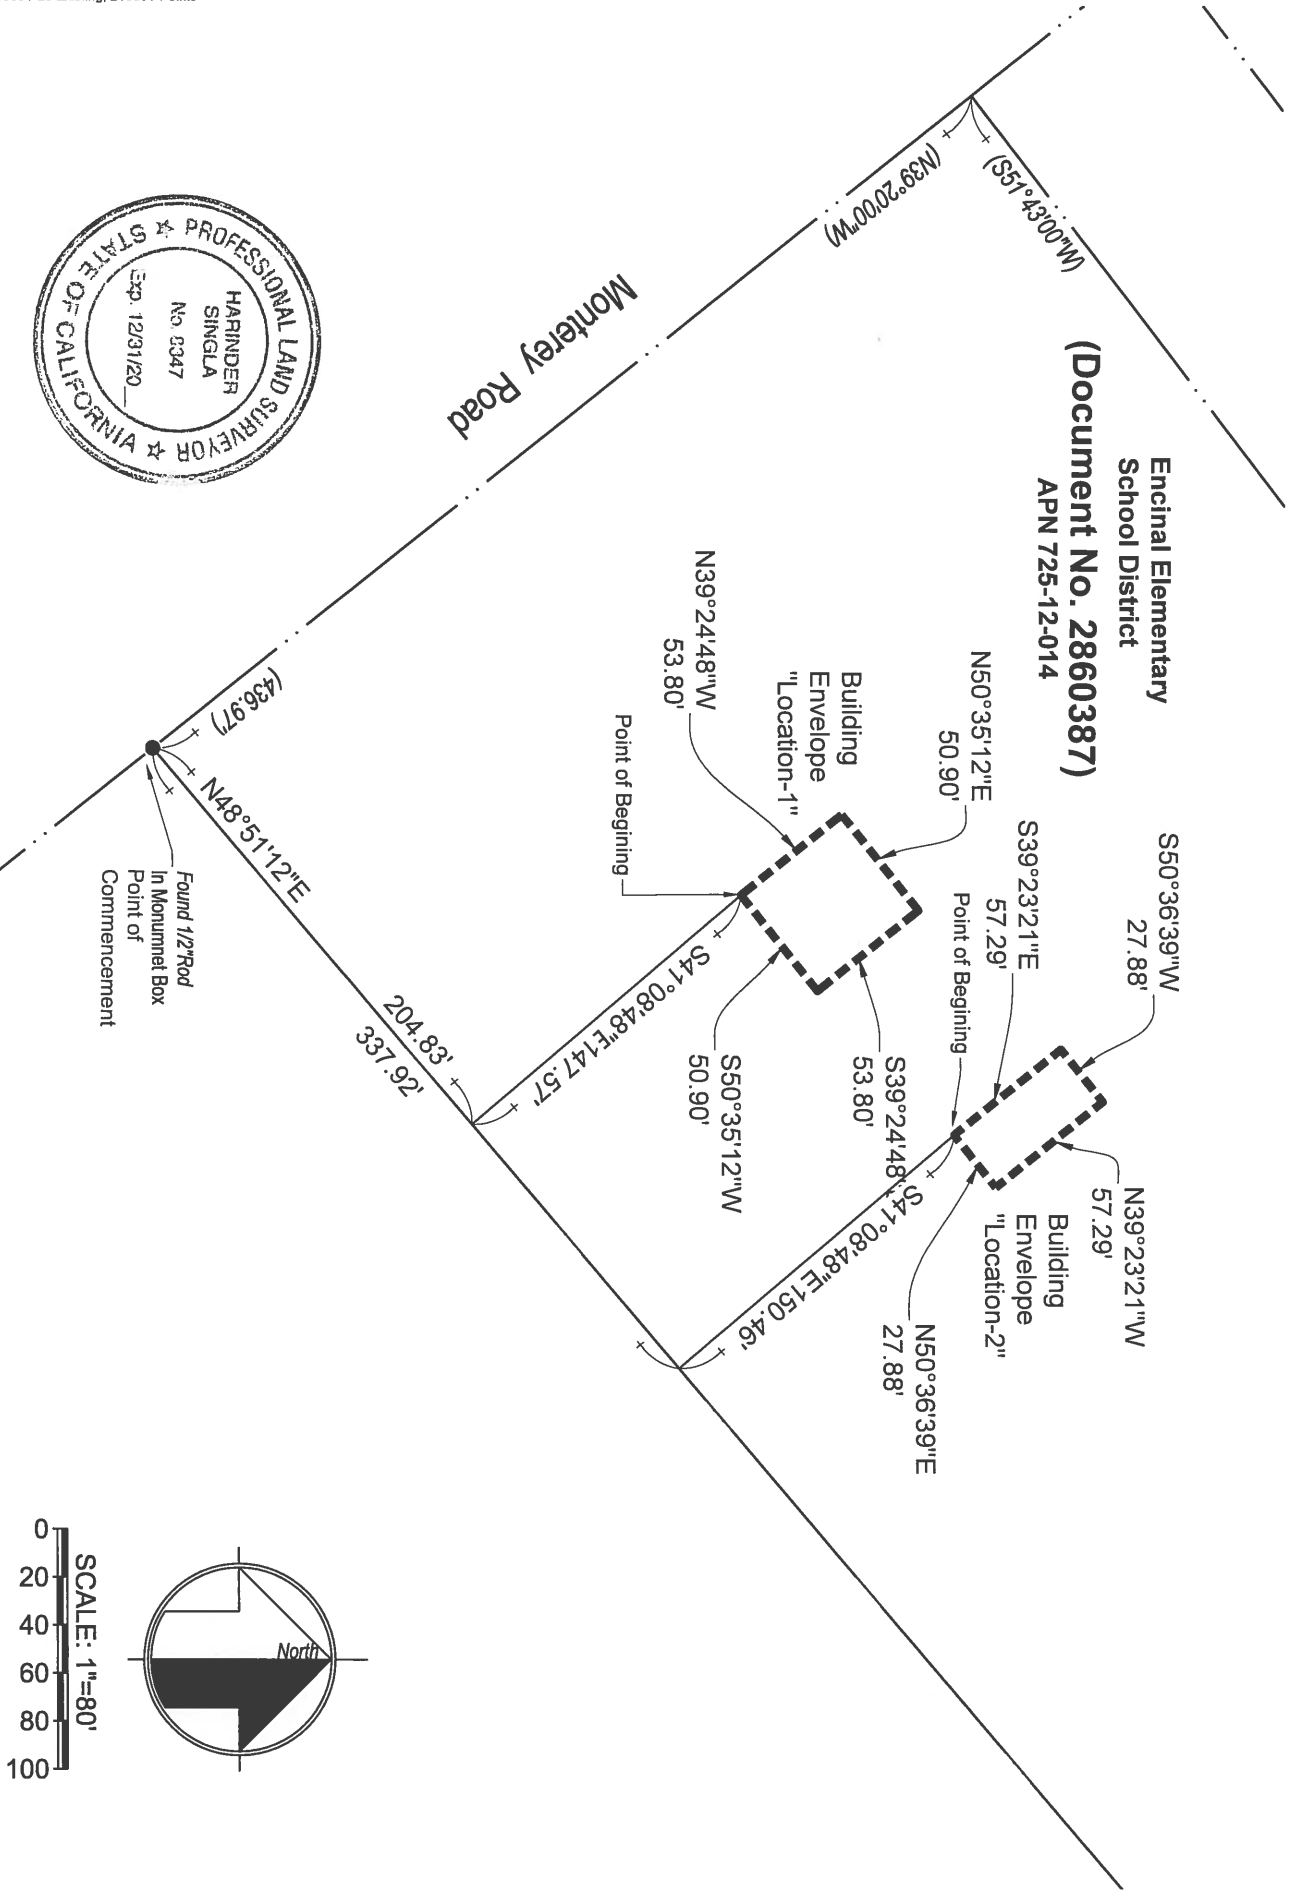 Encinal Elementary
School District
(Document No. 2860387)
APN 725-12-014
(S51°43'00"W)
(N39°20'00"W)
Monterey Road
(436.97')
S50°36'39"W
27.88'
S39°23'21"E
57.29'
Point of Begining
N39°23'21"W
57.29'
Building
Envelope
"Location-2"
N50°36'39"E
27.88'
S41°08'48"E150.46'
N50°35'12"E
50.90'
Building
Envelope
"Location-1"
N39°24'48"W
53.80'
Point of Begining
S39°24'48"
53.80'
S50°35'12"W
50.90'
S41°08'48"E147.57'
N48°51'12"E
204.83'
337.92'
Found 1/2"Rod
In Monumnet Box
Point of
Commencement
PROFESSIONAL LAND SURVEYOR
STATE OF CALIFORNIA
HARINDER
SINGLA
No. 8347
Exp. 12/31/20
North
SCALE: 1"=80'
0 20 40 60 80 100